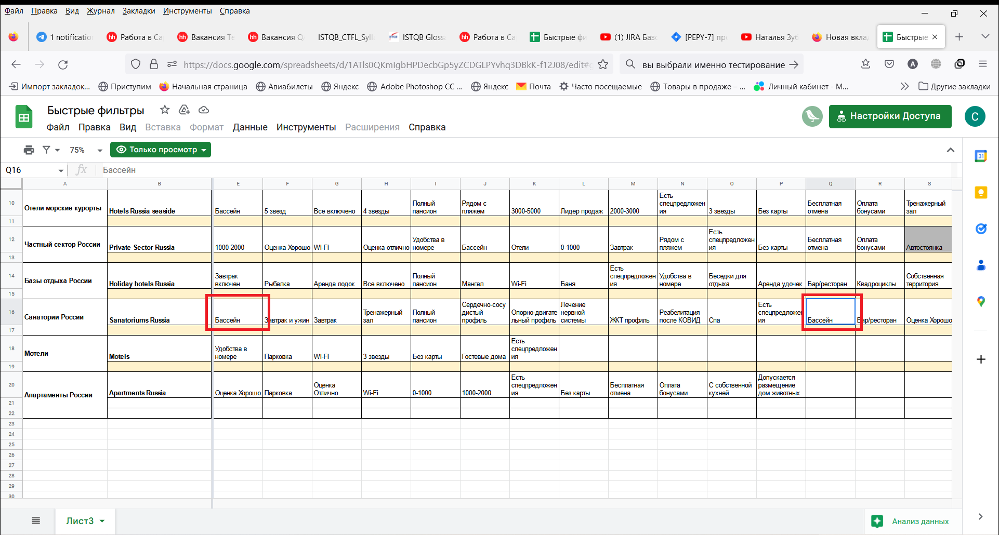 Файл Правка Вид Журнал Закладки Инструменты Справка
1 notification Работа в Са Вакансия Те Вакансия Q ISTQB_CTFL_Sylla ISTQB Glossa Работа в Са Быстрые фи (1) JIRA База [PEPY-7] про Наталья Зуб Новая вкла Быстрые
https://docs.google.com/spreadsheets/d/1ATls0QKmIgbHPDecbGp5yZCDGLPYvhq3DBkK-f12J08/edit#g вы выбрали именно тестирование
Импорт закладок... Приступим Начальная страница Авиабилеты Яндекс Adobe Photoshop CC ... Яндекс Почта Часто посещаемые Товары в продаже – ... Личный кабинет - М... Другие закладки
Быстрые фильтры
Файл Правка Вид Вставка Формат Данные Инструменты Расширения Справка
Настройки Доступа
C
75% Только просмотр
31
Q16 fx Бассейн
A B E F G H I J K L M N O P Q R S
10 Отели морские курорты Hotels Russia seaside Бассейн 5 звезд Все включено 4 звезды Полный пансион Рядом с пляжем 3000-5000 Лидер продаж 2000-3000 Есть спецпредложения 3 звезды Без карты Бесплатная отмена Оплата бонусами Тренажерный зал
11
12 Частный сектор России Private Sector Russia 1000-2000 Оценка Хорошо Wi-Fi Оценка отлично Удобства в номере Бассейн Отели 0-1000 Завтрак Рядом с пляжем Есть спецпредложения Без карты Бесплатная отмена Оплата бонусами Автостоянка
13
14 Базы отдыха России Holiday hotels Russia Завтрак включен Рыбалка Аренда лодок Все включено Полный пансион Мангал Wi-Fi Баня Есть спецпредложения Удобства в номере Беседки для отдыха Аренда удочек Бар/ресторан Квадроциклы Собственная территория
15
16 Санатории России Sanatoriums Russia Бассейн Завтрак и ужин Завтрак Тренажерный зал Полный пансион Сердечно-сосудистый профиль Опорно-двигательный профиль Лечение нервной системы ЖКТ профиль Реабелитация после КОВИД Спа Есть спецпредложения Бассейн Бар/ресторан Оценка Хорошо
17
18 Мотели Motels Удобства в номере Парковка Wi-Fi 3 звезды Без карты Гостевые дома Есть спецпредложения
19
20 Апартаменты России Apartments Russia Оценка Хорошо Парковка Оценка Отлично Wi-Fi 0-1000 1000-2000 Есть спецпредложения Без карты Бесплатная отмена Оплата бонусами С собственной кухней Допускается размещение дом животных
21
22
23
24
25
26
27
28
29
30
Лист3 Анализ данных